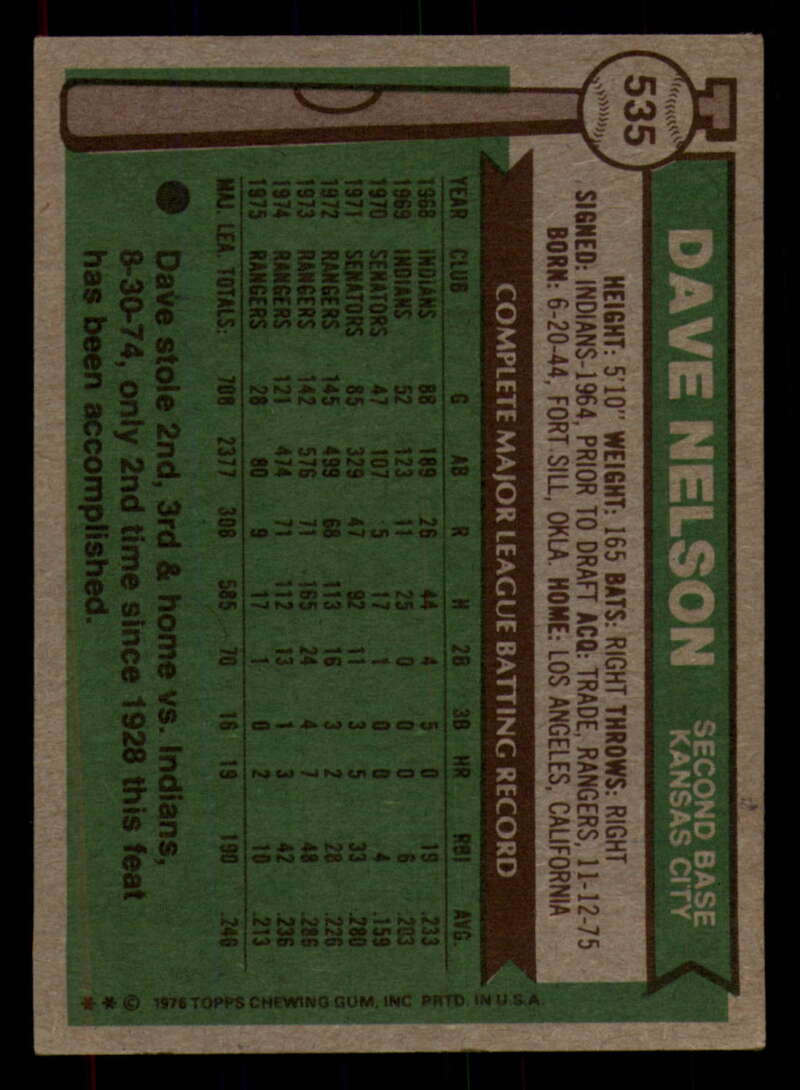 535
DAVE NELSON
SECOND BASE
KANSAS CITY
HEIGHT: 5'10" WEIGHT: 165 BATS: RIGHT THROWS: RIGHT
SIGNED: INDIANS-1964, PRIOR TO DRAFT ACQ: TRADE, RANGERS, 11-12-75
BORN: 6-20-44, FORT SILL, OKLA. HOME: LOS ANGELES, CALIFORNIA
COMPLETE MAJOR LEAGUE BATTING RECORD
YEAR CLUB G AB R H 2B 3B HR RBI AVG.
1968 INDIANS 88 189 26 44 4 5 0 19 .233
1969 INDIANS 52 123 11 25 0 0 0 6 .203
1970 SENATORS 47 107 5 17 1 0 0 4 .159
1971 SENATORS 85 329 47 92 11 3 5 33 .280
1972 RANGERS 145 499 68 113 16 3 2 28 .226
1973 RANGERS 142 576 71 165 24 4 7 48 .286
1974 RANGERS 121 474 71 112 13 1 3 42 .236
1975 RANGERS 28 80 9 17 1 0 2 10 .213
MAJ. LEA. TOTALS: 708 2377 308 585 70 16 19 190 .246
Dave stole 2nd, 3rd & home vs. Indians,
8-30-74, only 2nd time since 1928 this feat
has been accomplished.
* * © 1976 TOPPS CHEWING GUM, INC PRTD. IN U.S.A.